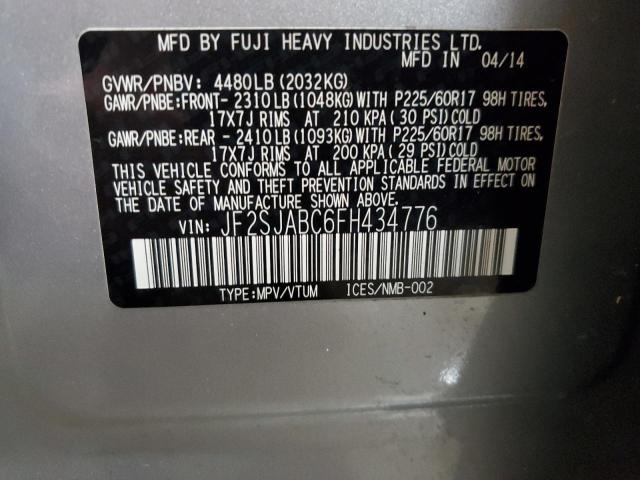 MFD BY FUJI HEAVY INDUSTRIES LTD.
MFD IN 04/14
GVWR/PNBV: 4480LB(2032KG)
GAWR/PNBE:FRONT-2310LB(1048KG)WITH P225/60R17 98H TIRES,
17X7J RIMS AT 210 KPA(30 PSI)COLD
GAWR/PNBE:REAR -2410LB(1093KG)WITH P225/60R17 98H TIRES,
17X7J RIMS AT 200 KPA(29 PSI)COLD
THIS VEHICLE CONFORMS TO ALL APPLICABLE FEDERAL MOTOR
VEHICLE SAFETY AND THEFT PREVENTION STANDARDS IN EFFECT ON
THE DATE OF MANUFACTURE SHOWN ABOVE.
VIN: JF2SJABC6FH434776
TYPE:MPV/VTUM ICES/NMB-002